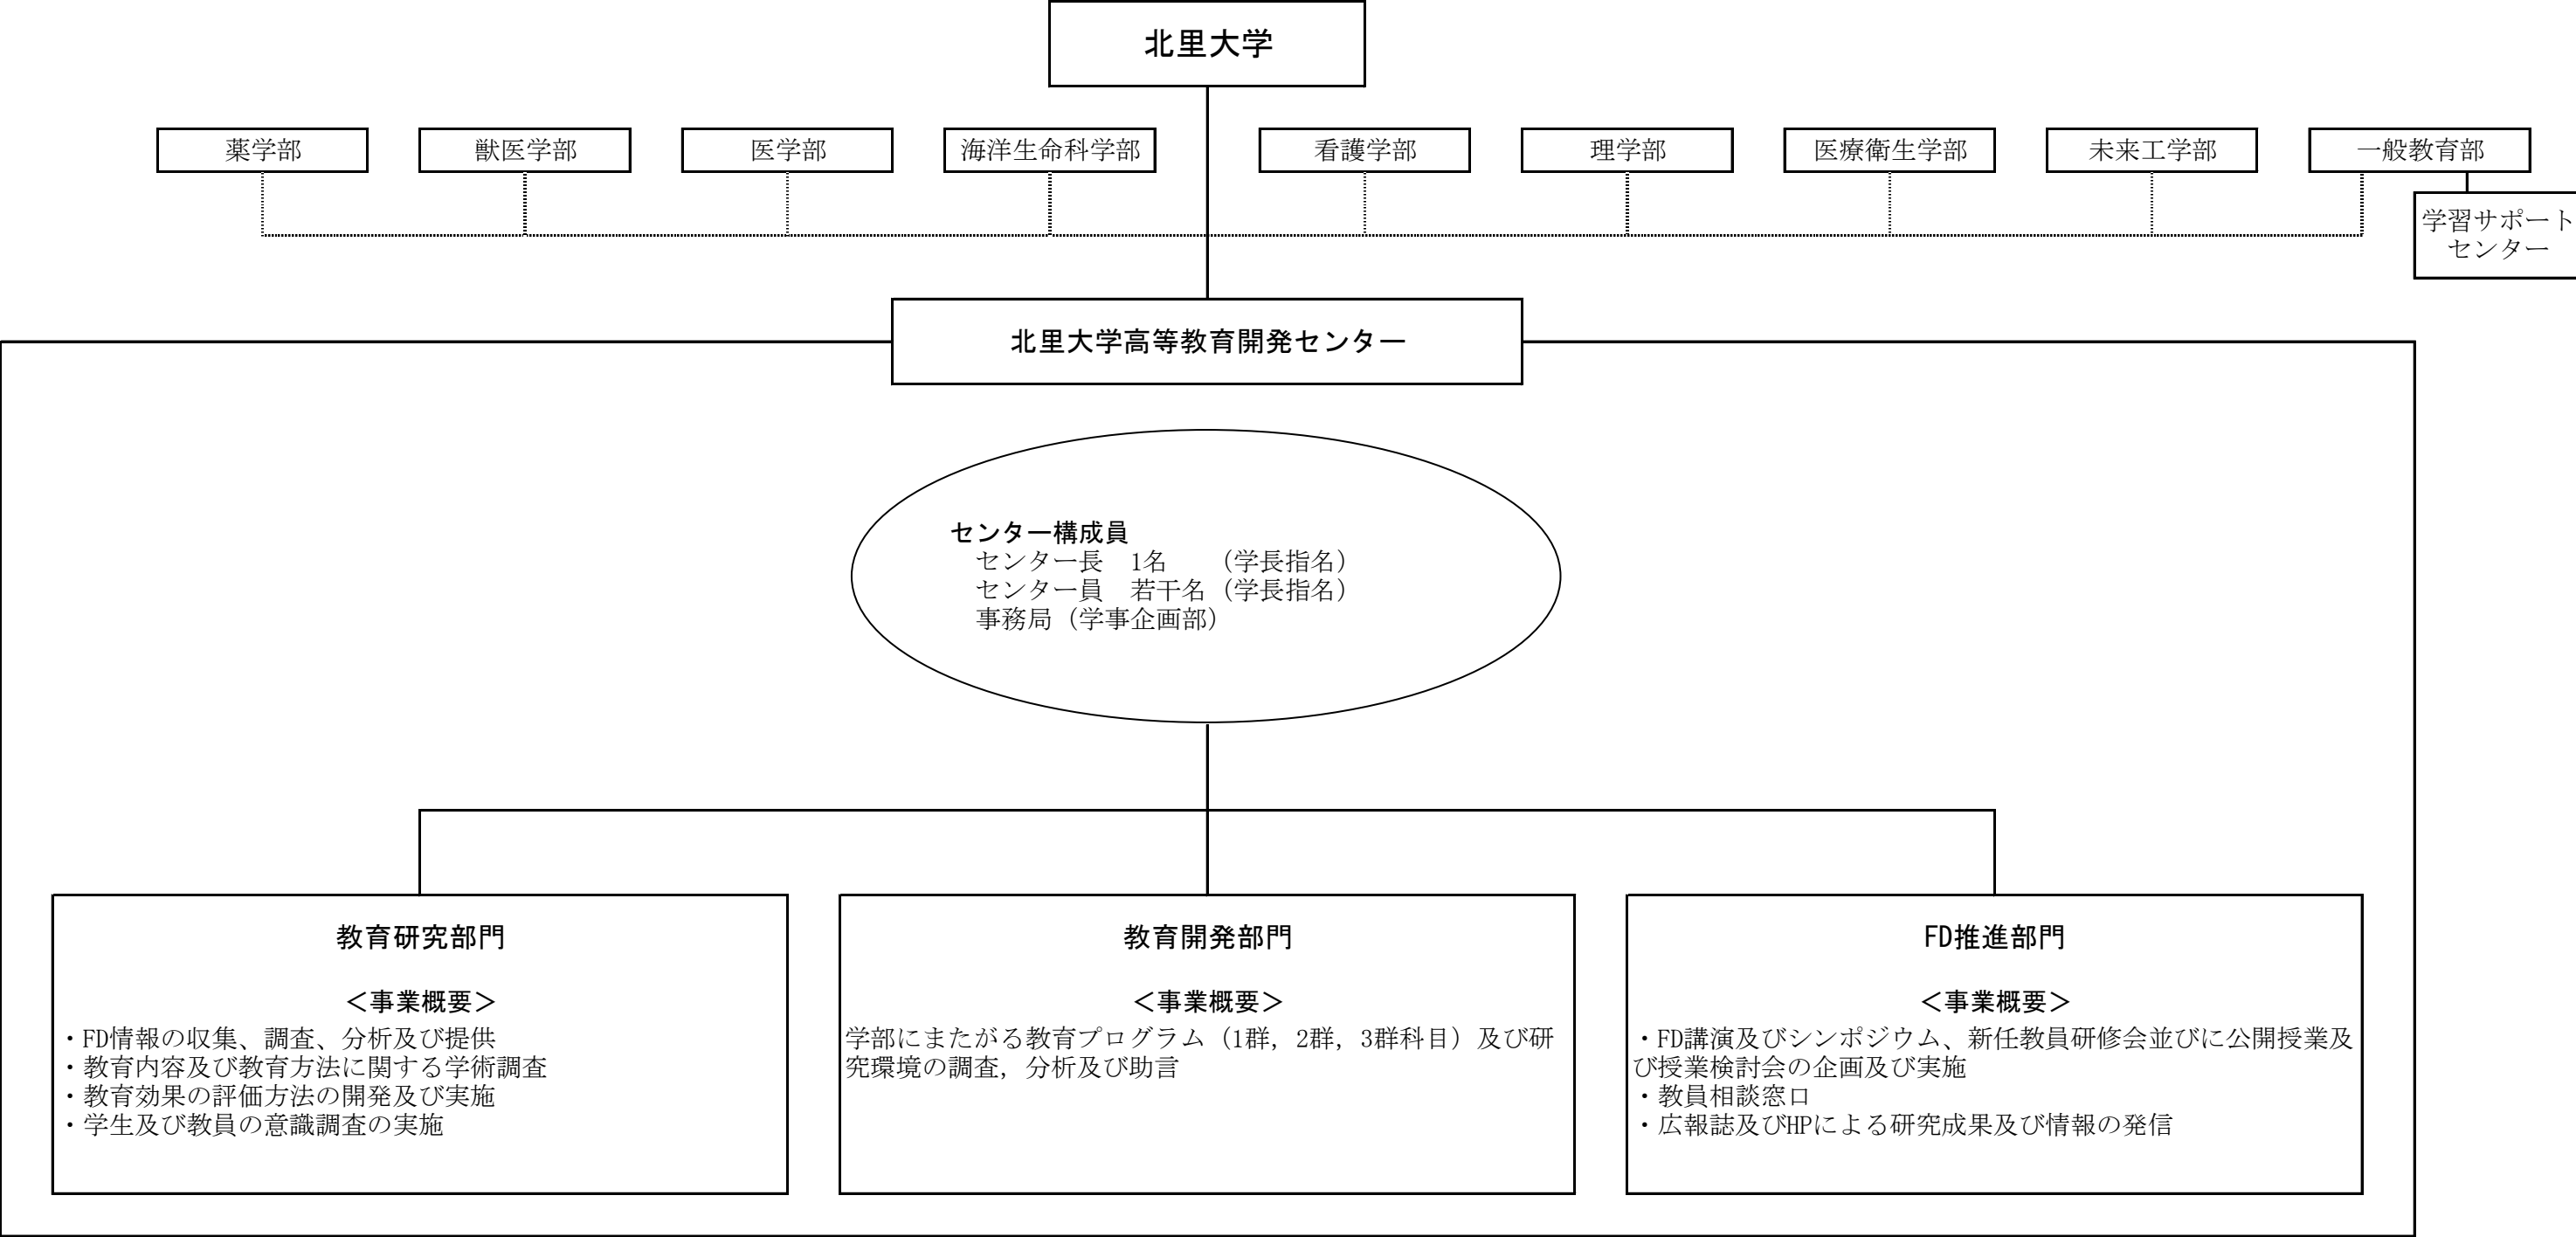 北里大学
薬学部
獣医学部
医学部
海洋生命科学部
看護学部
理学部
医療衛生学部
未来工学部
一般教育部
学習サポート
センター
北里大学高等教育開発センター
センター構成員
センター長　1名　　（学長指名）
センター員　若干名（学長指名）
事務局（学事企画部）
教育研究部門
＜事業概要＞
・FD情報の収集、調査、分析及び提供
・教育内容及び教育方法に関する学術調査
・教育効果の評価方法の開発及び実施
・学生及び教員の意識調査の実施
教育開発部門
＜事業概要＞
学部にまたがる教育プログラム（1群，2群，3群科目）及び研
究環境の調査，分析及び助言
FD推進部門
＜事業概要＞
・FD講演及びシンポジウム、新任教員研修会並びに公開授業及
び授業検討会の企画及び実施
・教員相談窓口
・広報誌及びHPによる研究成果及び情報の発信